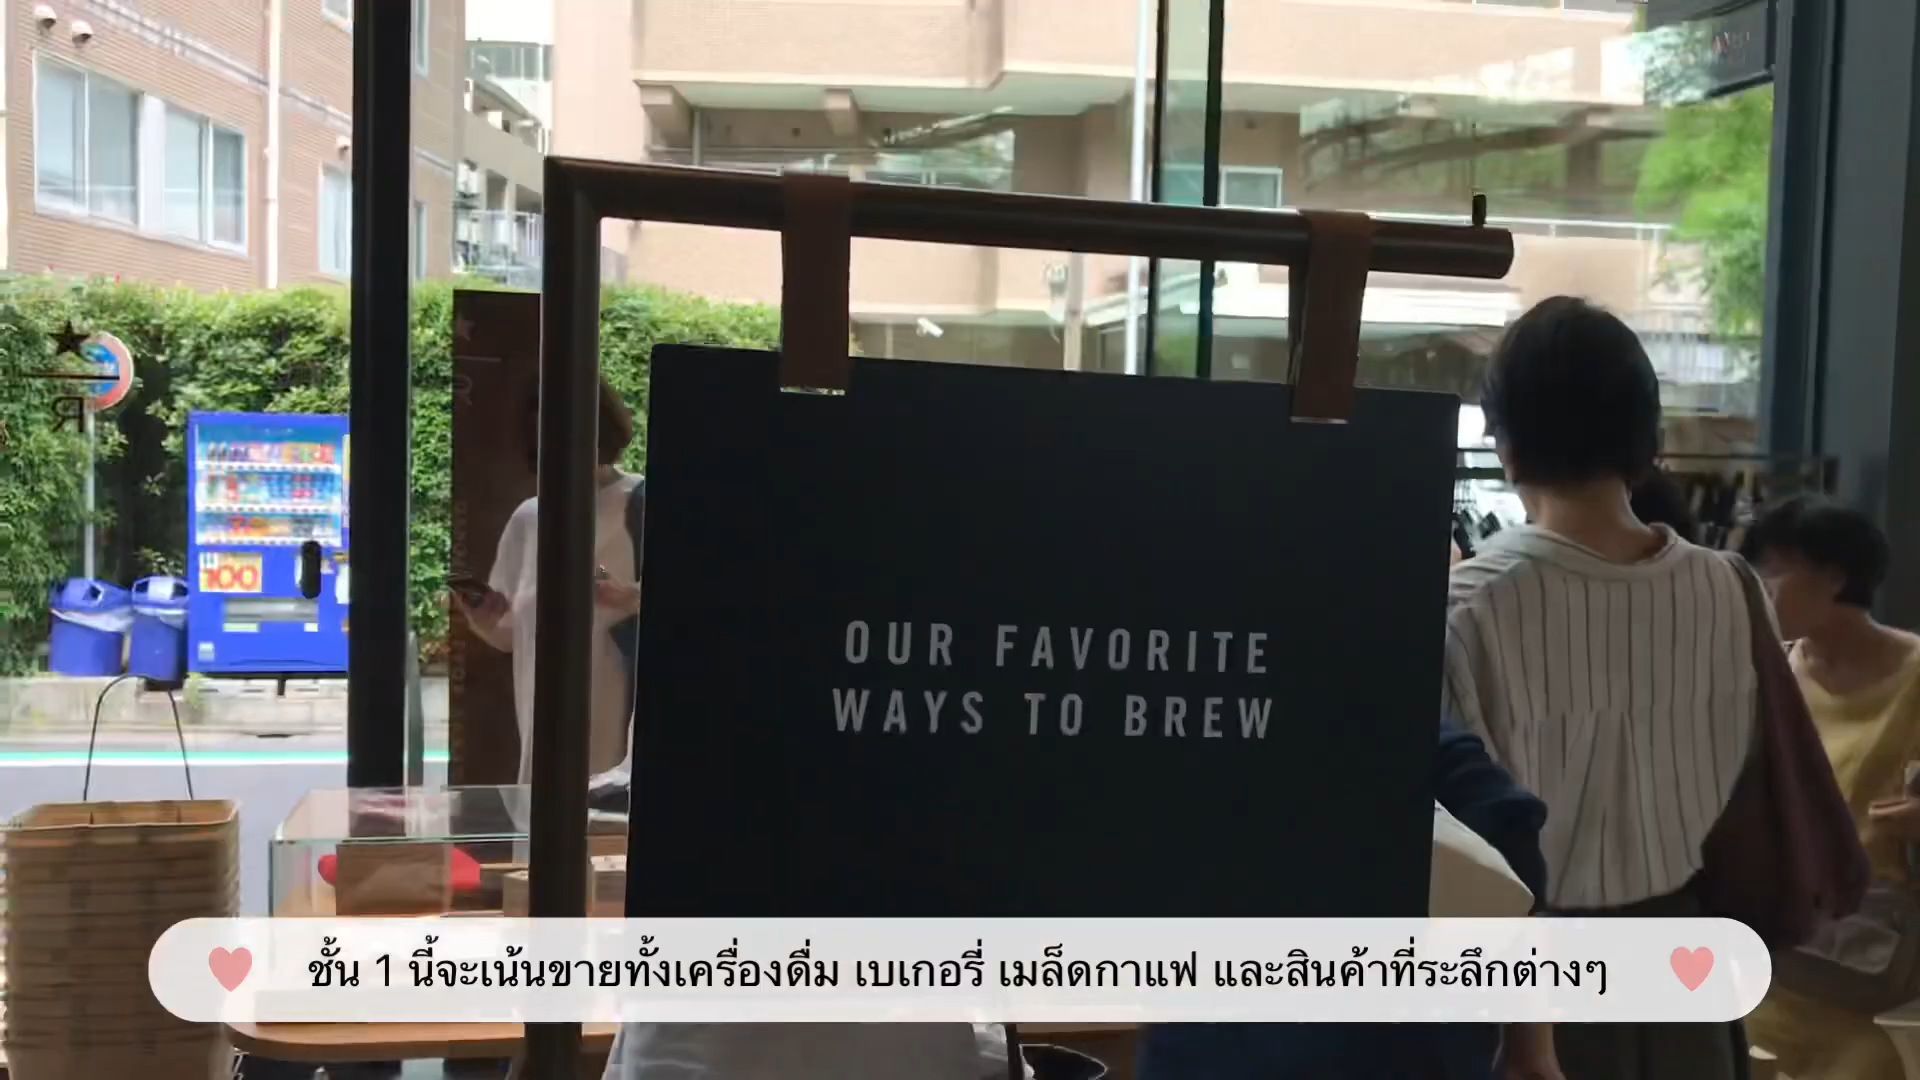 R
100
OUR FAVORITE
WAYS TO BREW
ชั้น 1 นี้จะเน้นขายทั้งเครื่องดื่ม เบเกอรี่ เมล็ดกาแฟ และสินค้าที่ระลึกต่างๆ